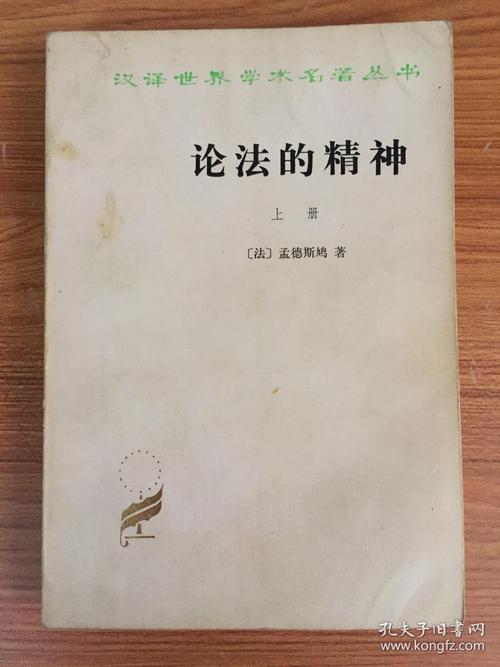 汉译世界学术名著丛书
论法的精神
上册
〔法〕孟德斯鸠 著
孔夫子旧书网
www.kongfz.com